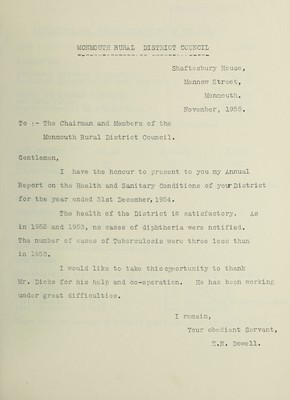 MONMOUTH RURAL DISTRICT COUNCIL
Shaftesbury House,
Monnow Street,
Monmouth.
November, 1955.
To :- The Chairman and Members of the
Monmouth Rural District Council.
Gentlemen,
I have the honour to present to you my Annual
Report on the Health and Sanitary Conditions of your District
for the year ended 31st December, 1954.
The health of the District is satisfactory. As
in 1952 and 1953, no cases of diphtheria were notified.
The number of cases of Tuberculosis were three less than
in 1953.
I would like to take this opportunity to thank
Mr. Dicks for his help and co-operation. He has been working
under great difficulties.
I remain,
Your obedient Servant,
Dowell.